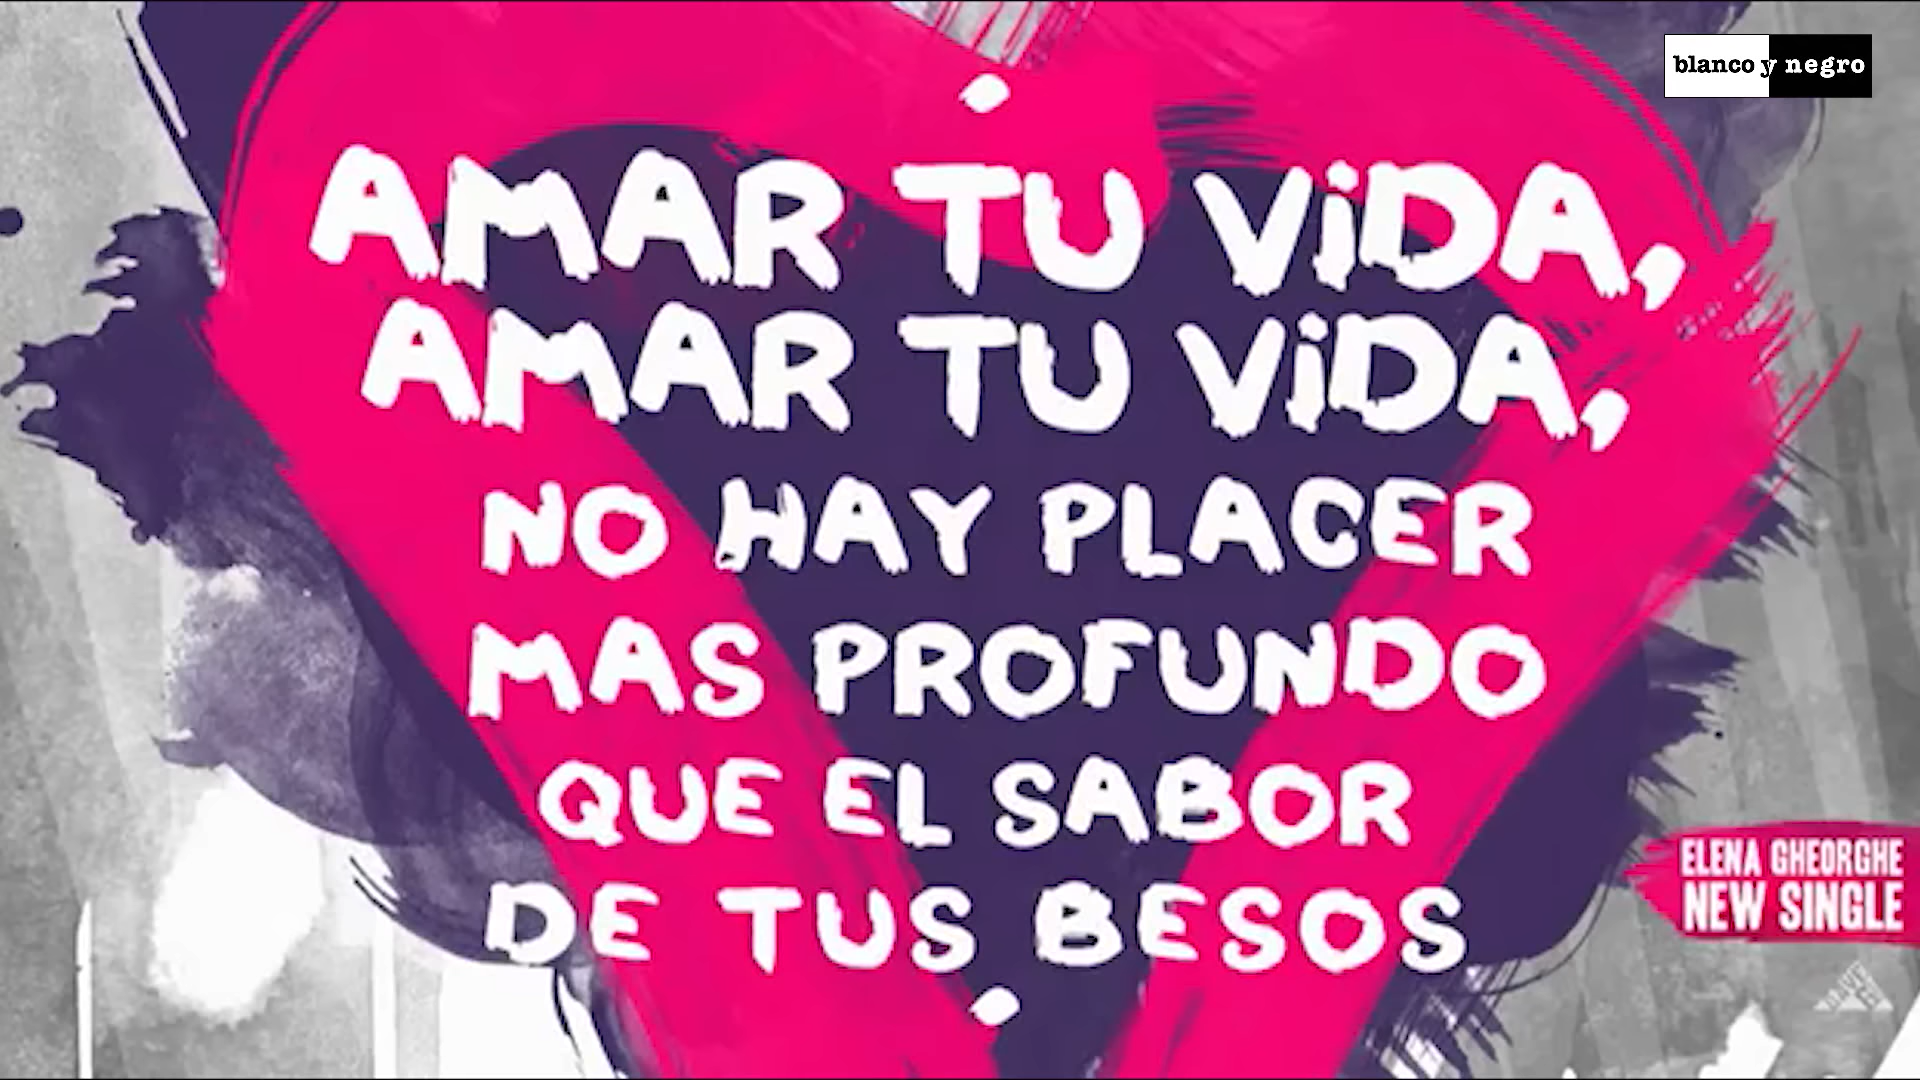 blanco y negro
AMAR TU ViDA,
AMAR TU ViDA,
NO HAY PLACER
MAS PROFUNDO
QUE EL SABOR
DE TUS BESOS
ELENA GHEORGHE
NEW SINGLE